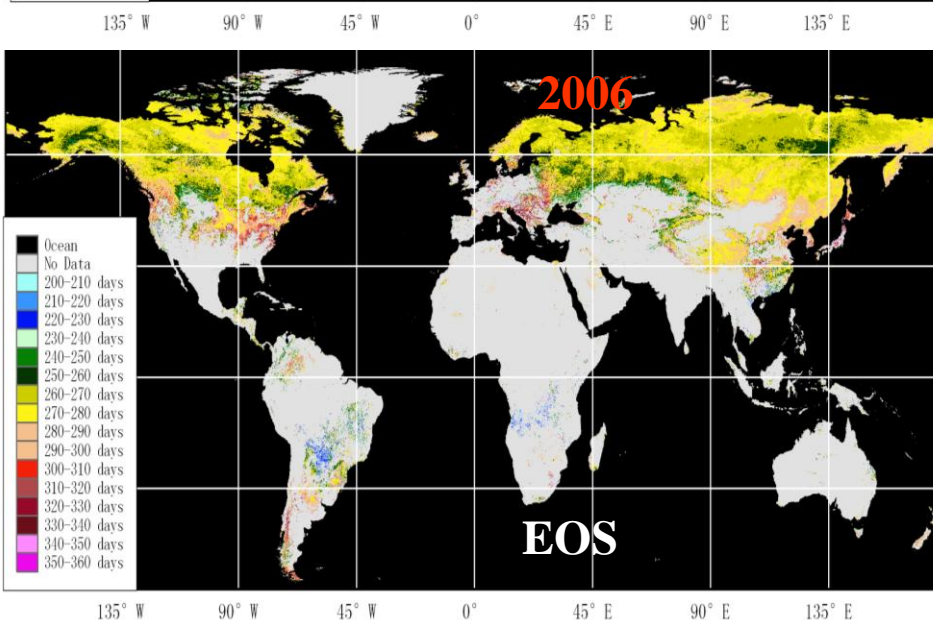 135° W 90° W 45° W 0° 45° E 90° E 135° E
2006
Ocean
No Data
200-210 days
210-220 days
220-230 days
230-240 days
240-250 days
250-260 days
260-270 days
270-280 days
280-290 days
290-300 days
300-310 days
310-320 days
320-330 days
330-340 days
340-350 days
350-360 days
EOS
135° W 90° W 45° W 0° 45° E 90° E 135° E